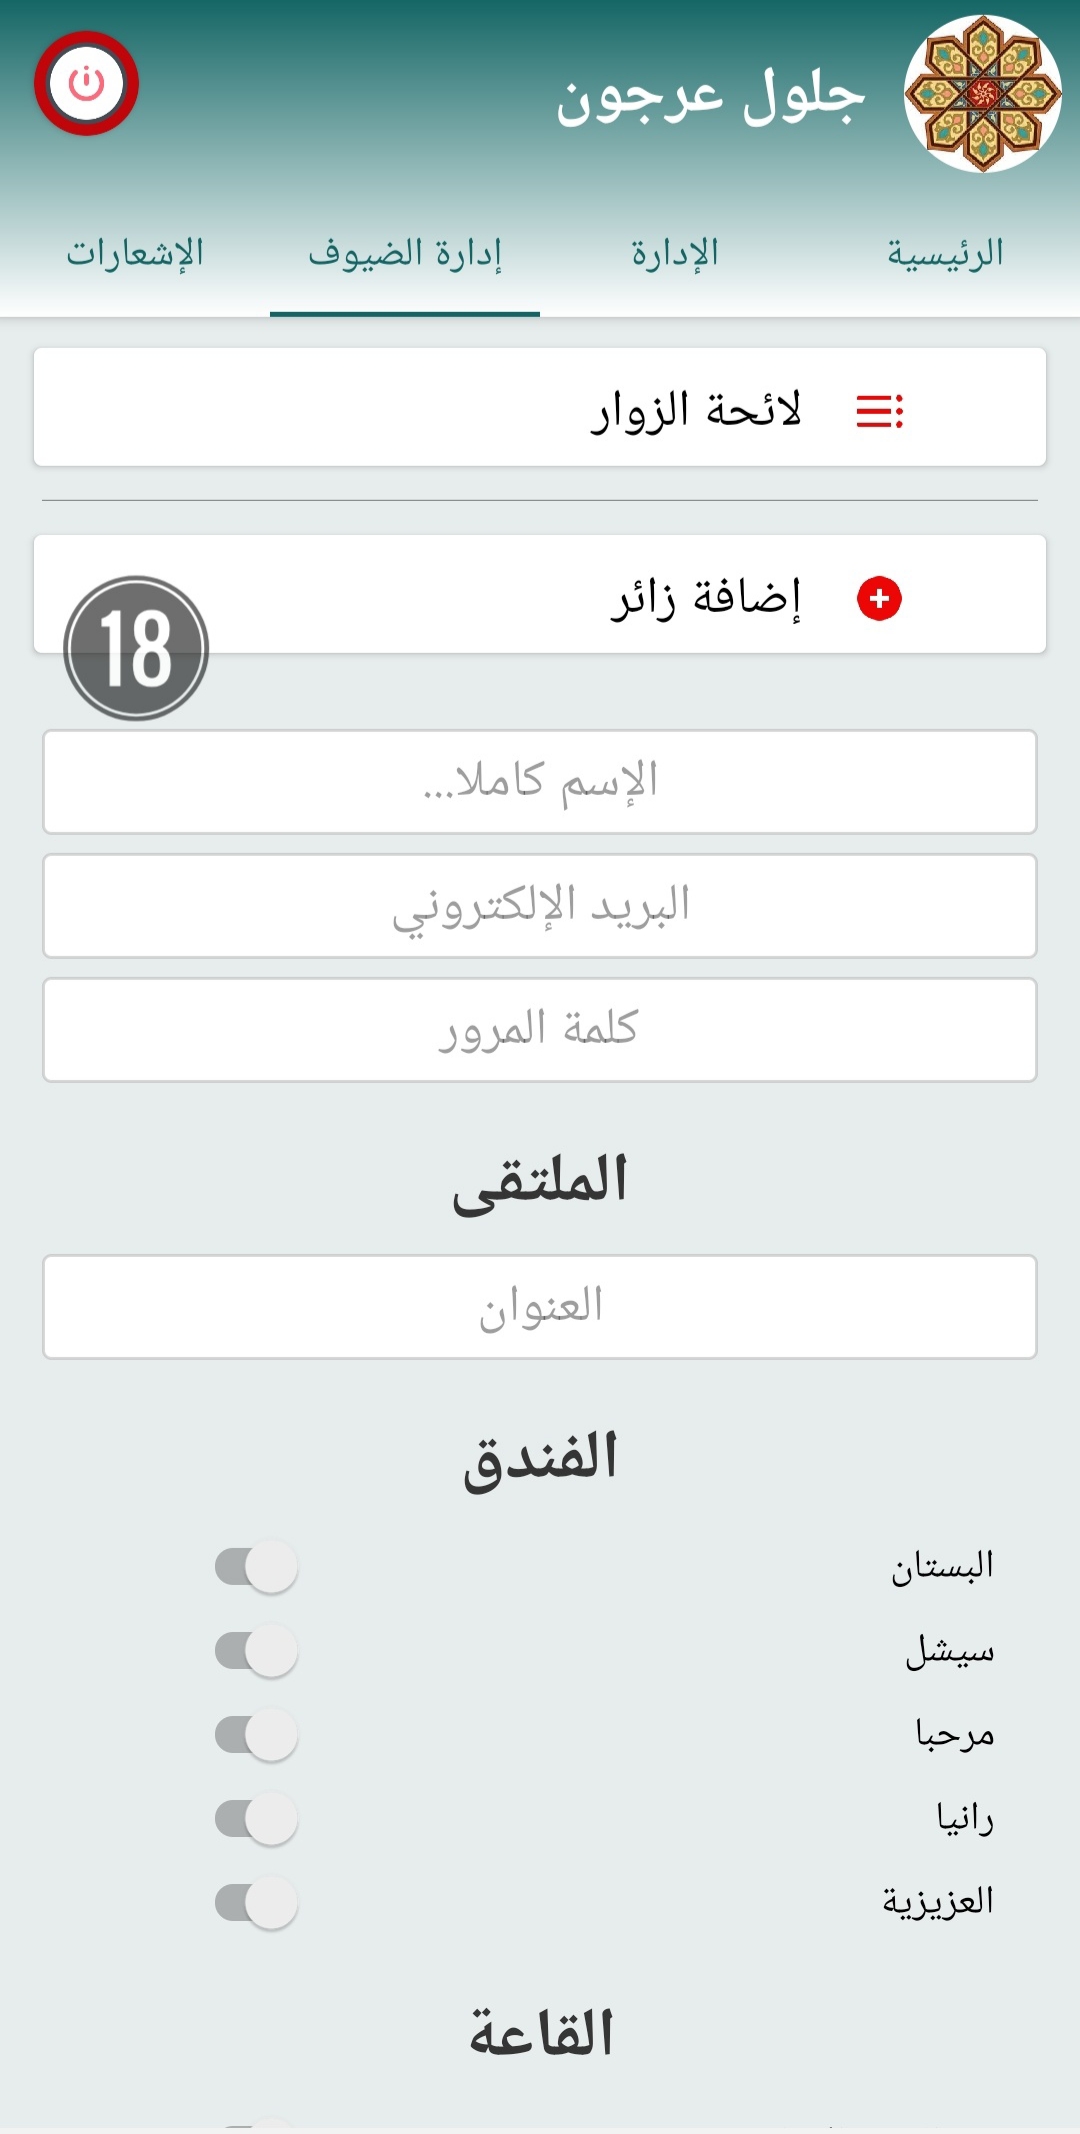 جلول عرجون
الرئيسية
الإدارة
إدارة الضيوف
الإشعارات
لائحة الزوار
إضافة زائر
18
الإسم كاملا...
البريد الإلكتروني
كلمة المرور
الملتقى
العنوان
الفندق
البستان
سيشل
مرحبا
رانيا
العزيزية
القاعة